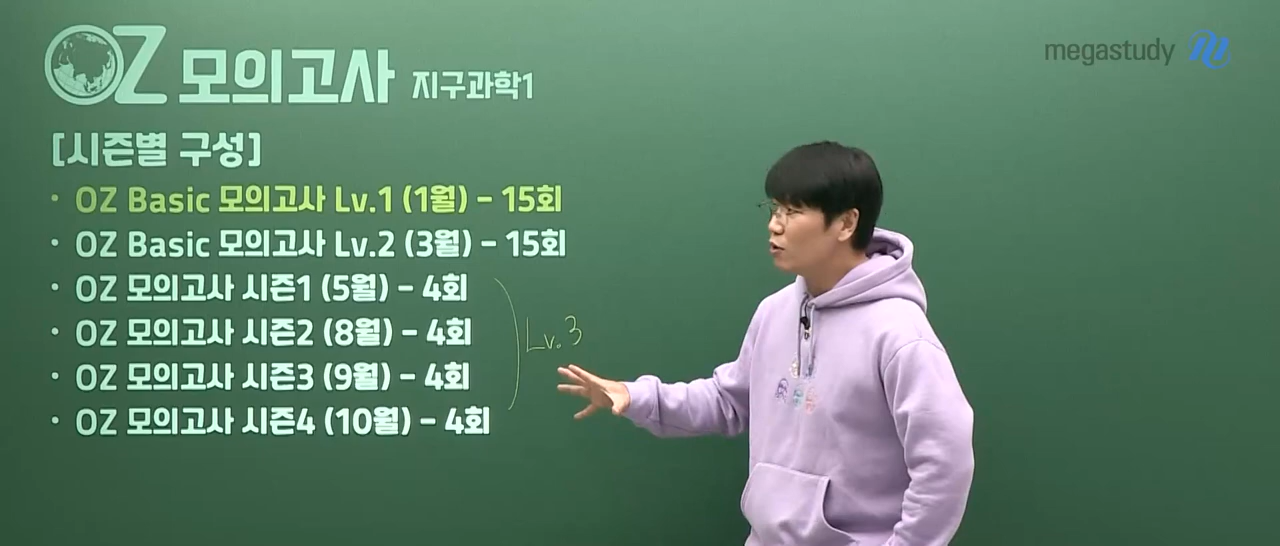 OZ 모의고사 지구과학1
megastudy
[시즌별 구성]
• OZ Basic 모의고사 Lv.1 (1월) – 15회
• OZ Basic 모의고사 Lv.2 (3월) – 15회
• OZ 모의고사 시즌1 (5월) – 4회
• OZ 모의고사 시즌2 (8월) – 4회
Lv.3
• OZ 모의고사 시즌3 (9월) – 4회
• OZ 모의고사 시즌4 (10월) – 4회